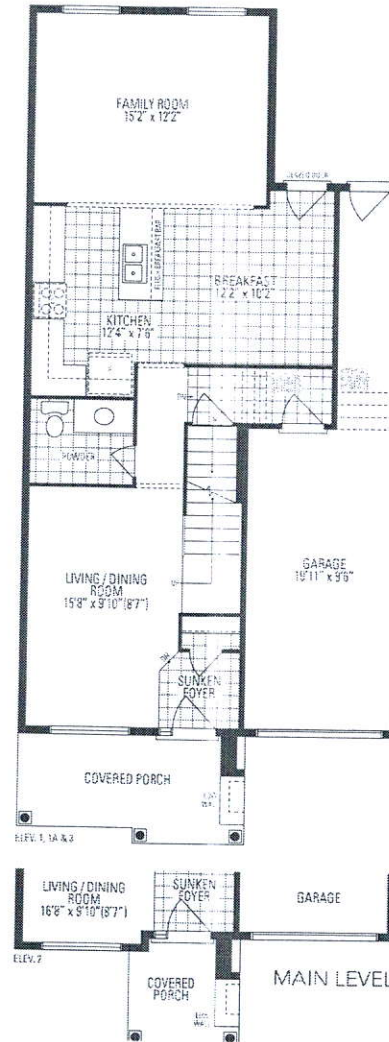 FAMILY ROOM
15'2" x 12'2"
BREAKFAST
12'2" x 10'2"
KITCHEN
12'4" x 7'6"
DN
POWDER
GARAGE
19'11" x 9'6"
LIVING / DINING
ROOM
15'8" x 9'10" (8'7")
DN
SUNKEN
FOYER
COVERED PORCH
ELEV. 1, 1A & 3
LIVING / DINING
ROOM
16'8" x 9'10" (8'7")
SUNKEN
FOYER
GARAGE
ELEV. 2
COVERED
PORCH
MAIN LEVEL